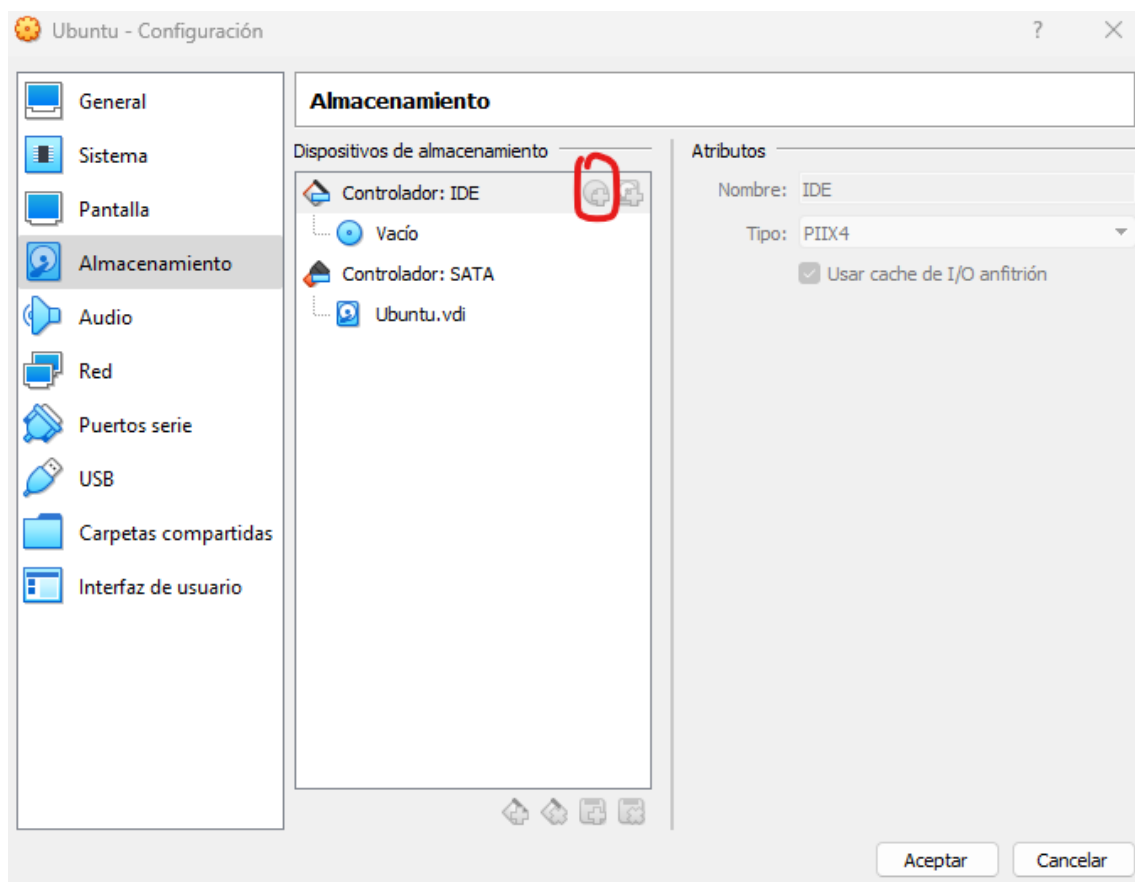 Ubuntu - Configuración
?
General
Sistema
Pantalla
Almacenamiento
Audio
Red
Puertos serie
USB
Carpetas compartidas
Interfaz de usuario
Almacenamiento
Dispositivos de almacenamiento
Controlador: IDE
Vacío
Controlador: SATA
Ubuntu.vdi
Atributos
Nombre: IDE
Tipo: PIIX4
Usar cache de I/O anfitrión
Aceptar
Cancelar